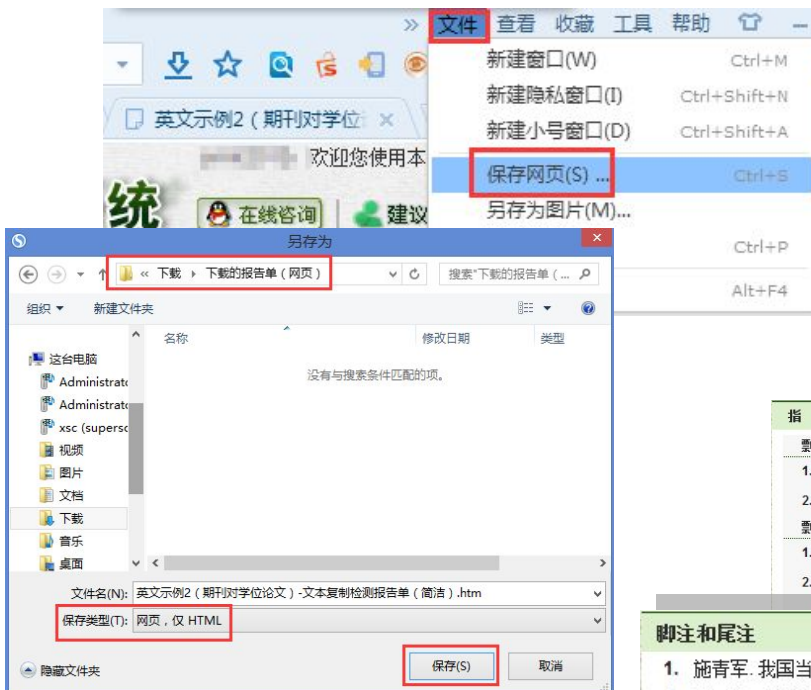 » 文件 查看 收藏 工具 帮助
新建窗口(W) Ctrl+M
新建隐私窗口(I) Ctrl+Shift+N
新建小号窗口(D) Ctrl+Shift+A
保存网页(S) ... Ctrl+S
另存为图片(M)...
Ctrl+P
Alt+F4
英文示例2（期刊对学位 ×
欢迎您使用本
统 在线咨询 建议
另存为
« 下载 ▸ 下载的报告单（网页）
搜索"下载的报告单（...
组织 新建文件夹
名称 修改日期 类型
没有与搜索条件匹配的项。
这台电脑
Administrato
Administrato
xsc (supersc
视频
图片
文档
下载
音乐
桌面
文件名(N): 英文示例2（期刊对学位论文）-文本复制检测报告单（简洁）.htm
保存类型(T): 网页，仅 HTML
隐藏文件夹 保存(S) 取消
指
1.
2.
1.
2.
脚注和尾注
1. 施青军. 我国当